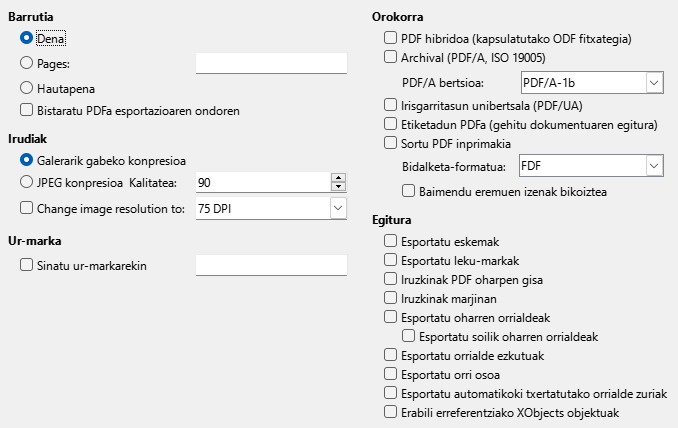 Barrutia
Dena
Pages:
Hautapena
Bistaratu PDFa esportazioaren ondoren
Irudiak
Galerarik gabeko konpresioa
JPEG konpresioa Kalitatea: 90
Change image resolution to: 75 DPI
Ur-marka
Sinatu ur-markarekin
Orokorra
PDF hibridoa (kapsulatutako ODF fitxategia)
Archival (PDF/A, ISO 19005)
PDF/A bertsioa: PDF/A-1b
Irisgarritasun unibertsala (PDF/UA)
Etiketadun PDFa (gehitu dokumentuaren egitura)
Sortu PDF inprimakia
Bidalketa-formatua: FDF
Baimendu eremuen izenak bikoiztea
Egitura
Esportatu eskemak
Esportatu leku-markak
Iruzkinak PDF oharpen gisa
Iruzkinak marjinan
Esportatu oharren orrialdeak
Esportatu soilik oharren orrialdeak
Esportatu orrialde ezkutuak
Esportatu orri osoa
Esportatu automatikoki txertatutako orrialde zuriak
Erabili erreferentziako XObjects objektuak